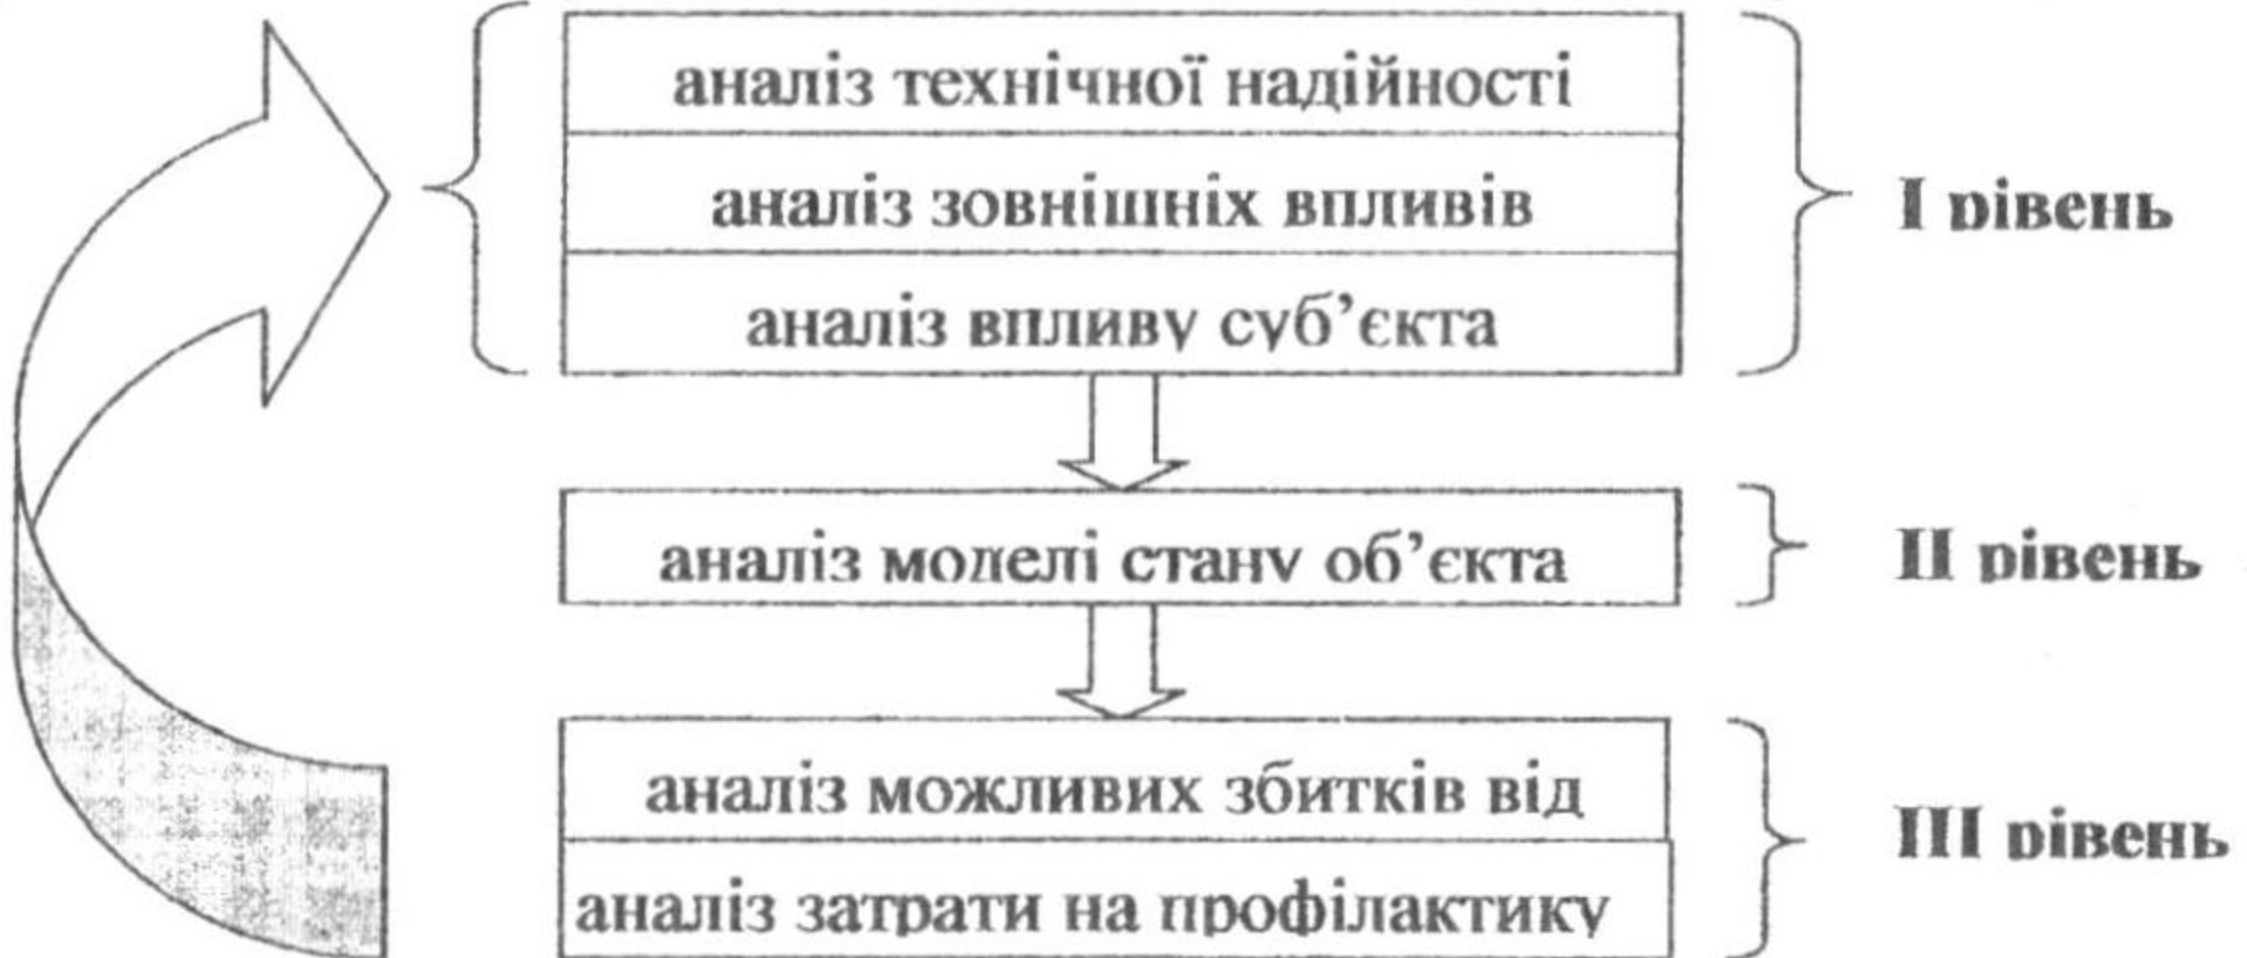 аналіз технічної надійності
аналіз зовнішніх впливів
аналіз впливу суб’єкта
І рівень
аналіз моделі стану об’єкта
ІІ рівень
аналіз можливих збитків від
аналіз затрати на профілактику
ІІІ рівень